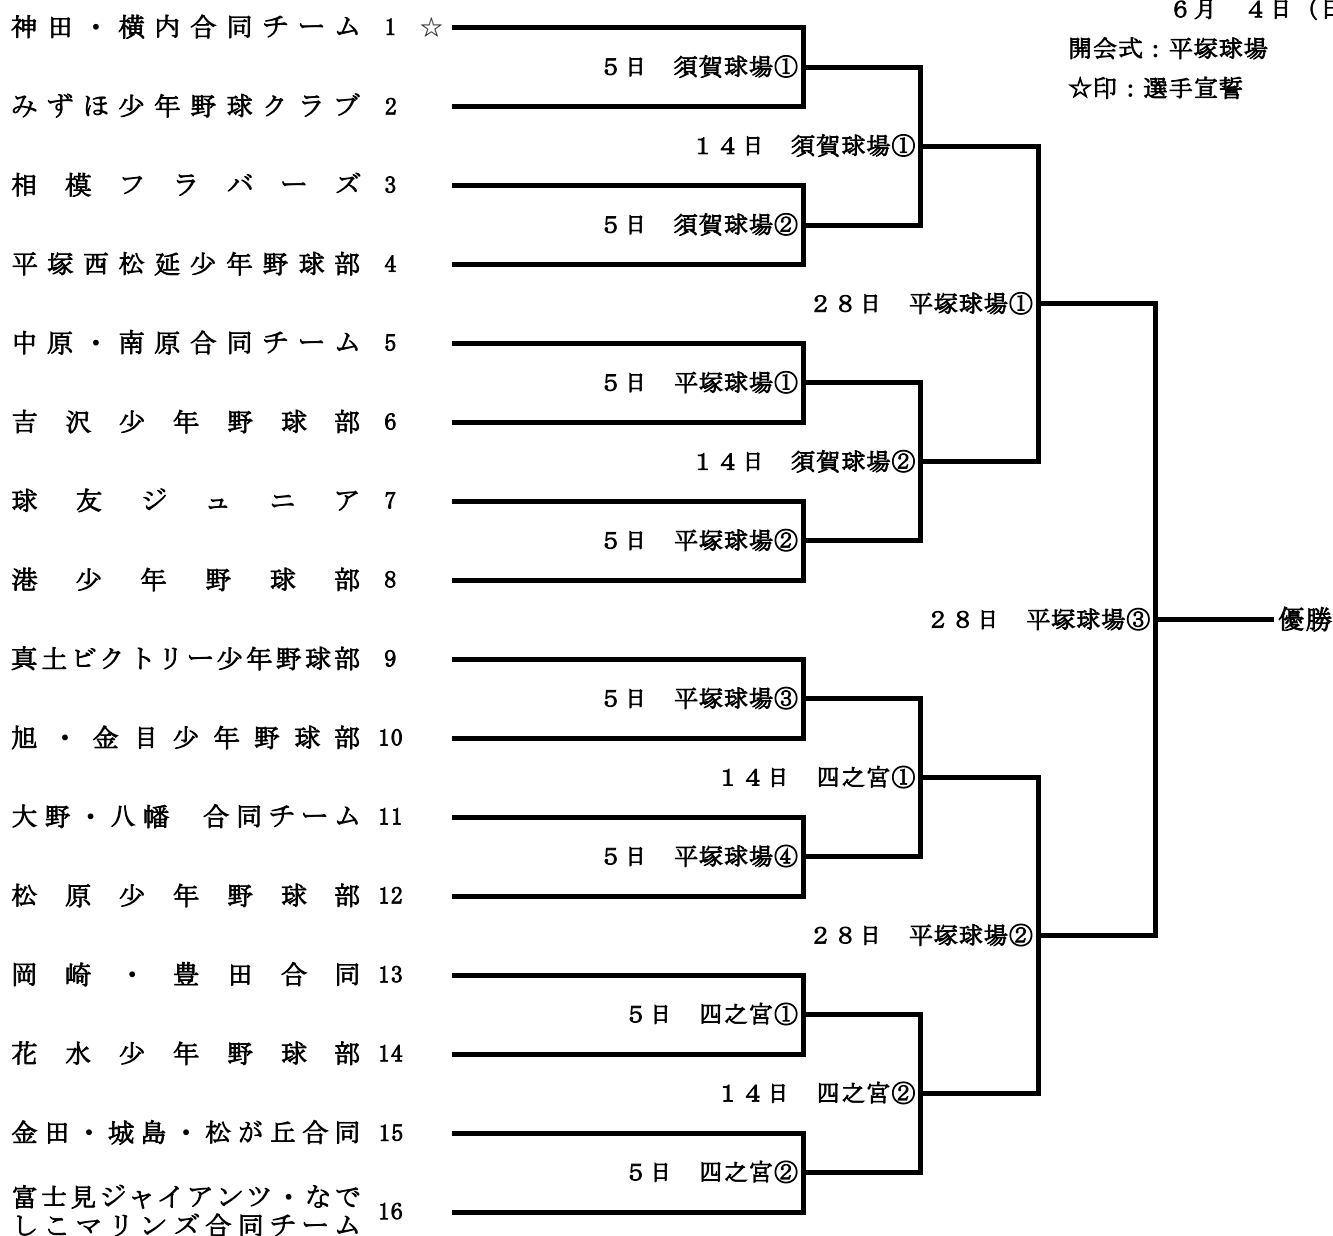 ６月　４日（日
神田・横内合同チーム 1 ☆
開会式：平塚球場
５日　須賀球場①
☆印：選手宣誓
みずほ少年野球クラブ 2
１４日　須賀球場①
相模フラバーズ 3
５日　須賀球場②
平塚西松延少年野球部 4
２８日　平塚球場①
中原・南原合同チーム 5
５日　平塚球場①
吉沢少年野球部 6
１４日　須賀球場②
球友ジュニア 7
５日　平塚球場②
港少年野球部 8
２８日　平塚球場③ 優勝
真土ビクトリー少年野球部 9
５日　平塚球場③
旭・金目少年野球部 10
１４日　四之宮①
大野・八幡　合同チーム 11
５日　平塚球場④
松原少年野球部 12
２８日　平塚球場②
岡崎・豊田合同 13
５日　四之宮①
花水少年野球部 14
１４日　四之宮②
金田・城島・松が丘合同 15
５日　四之宮②
富士見ジャイアンツ・なで
しこマリンズ合同チーム 16